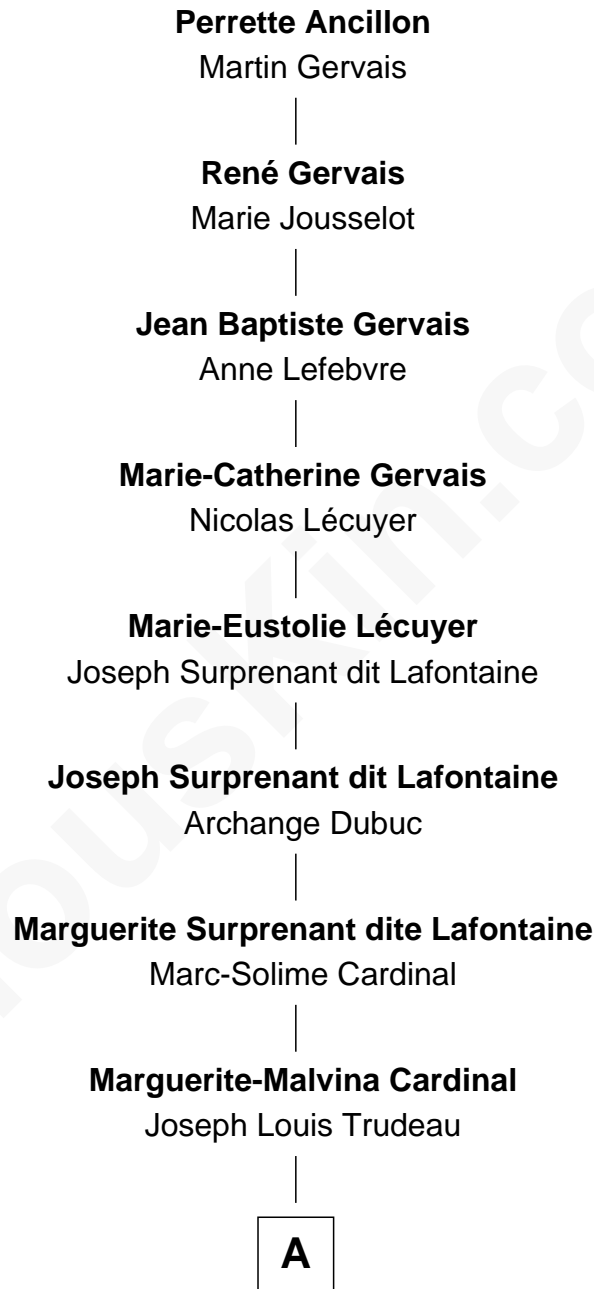 Perrette Ancillon
Martin Gervais
René Gervais
Marie Jousselot
Jean Baptiste Gervais
Anne Lefebvre
Marie-Catherine Gervais
Nicolas Lécuyer
Marie-Eustolie Lécuyer
Joseph Surprenant dit Lafontaine
Joseph Surprenant dit Lafontaine
Archange Dubuc
Marguerite Surprenant dite Lafontaine
Marc-Solime Cardinal
Marguerite-Malvina Cardinal
Joseph Louis Trudeau
A